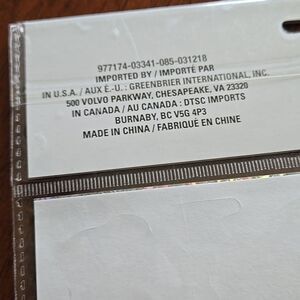 977174-03341-085-031218
IMPORTED BY / IMPORTÉ PAR
IN U.S.A. / AUX É.-U. : GREENBRIER INTERNATIONAL, INC.
500 VOLVO PARKWAY, CHESAPEAKE, VA 23320
IN CANADA / AU CANADA : DTSC IMPORTS
BURNABY, BC V5G 4P3
MADE IN CHINA / FABRIQUÉ EN CHINE